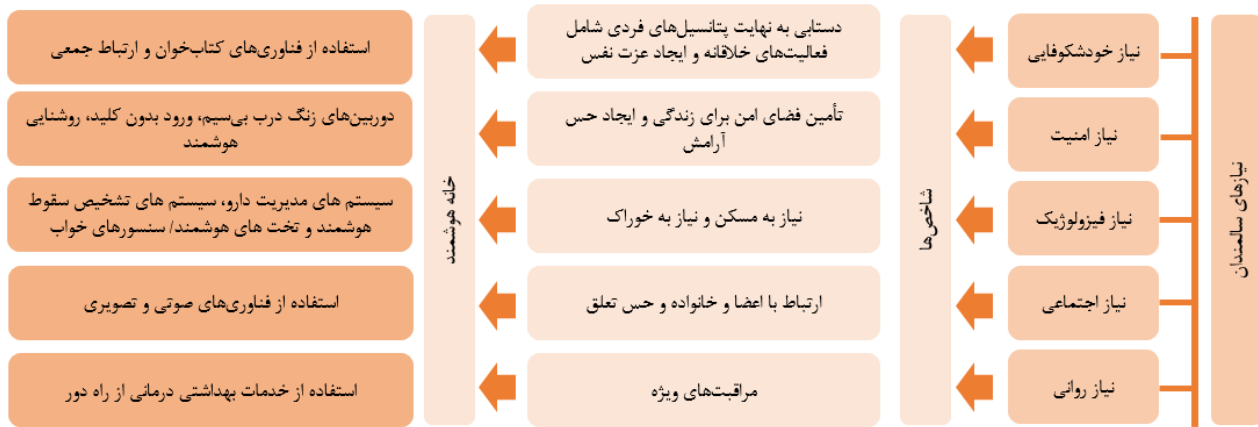 نیازهای سالمندان
نیاز خودشکوفایی
نیاز امنیت
نیاز فیزولوژیک
نیاز اجتماعی
نیاز روانی
شاخص‌ها
دستابی به نهایت پتانسیل‌های فردی شامل
فعالیت‌های خلاقانه و ایجاد عزت نفس
تأمین فضای امن برای زندگی و ایجاد حس
آرامش
نیاز به مسکن و نیاز به خوراک
ارتباط با اعضا و خانواده و حس تعلق
مراقبت‌های ویژه
خانه هوشمند
استفاده از فناوری‌های کتاب‌خوان و ارتباط جمعی
دوربین‌های زنگ درب بی‌سیم، ورود بدون کلید، روشنایی
هوشمند
سیستم های مدیریت دارو، سیستم های تشخیص سقوط
هوشمند و تخت های هوشمند/ سنسورهای خواب
استفاده از فناوری‌های صوتی و تصویری
استفاده از خدمات بهداشتی درمانی از راه دور